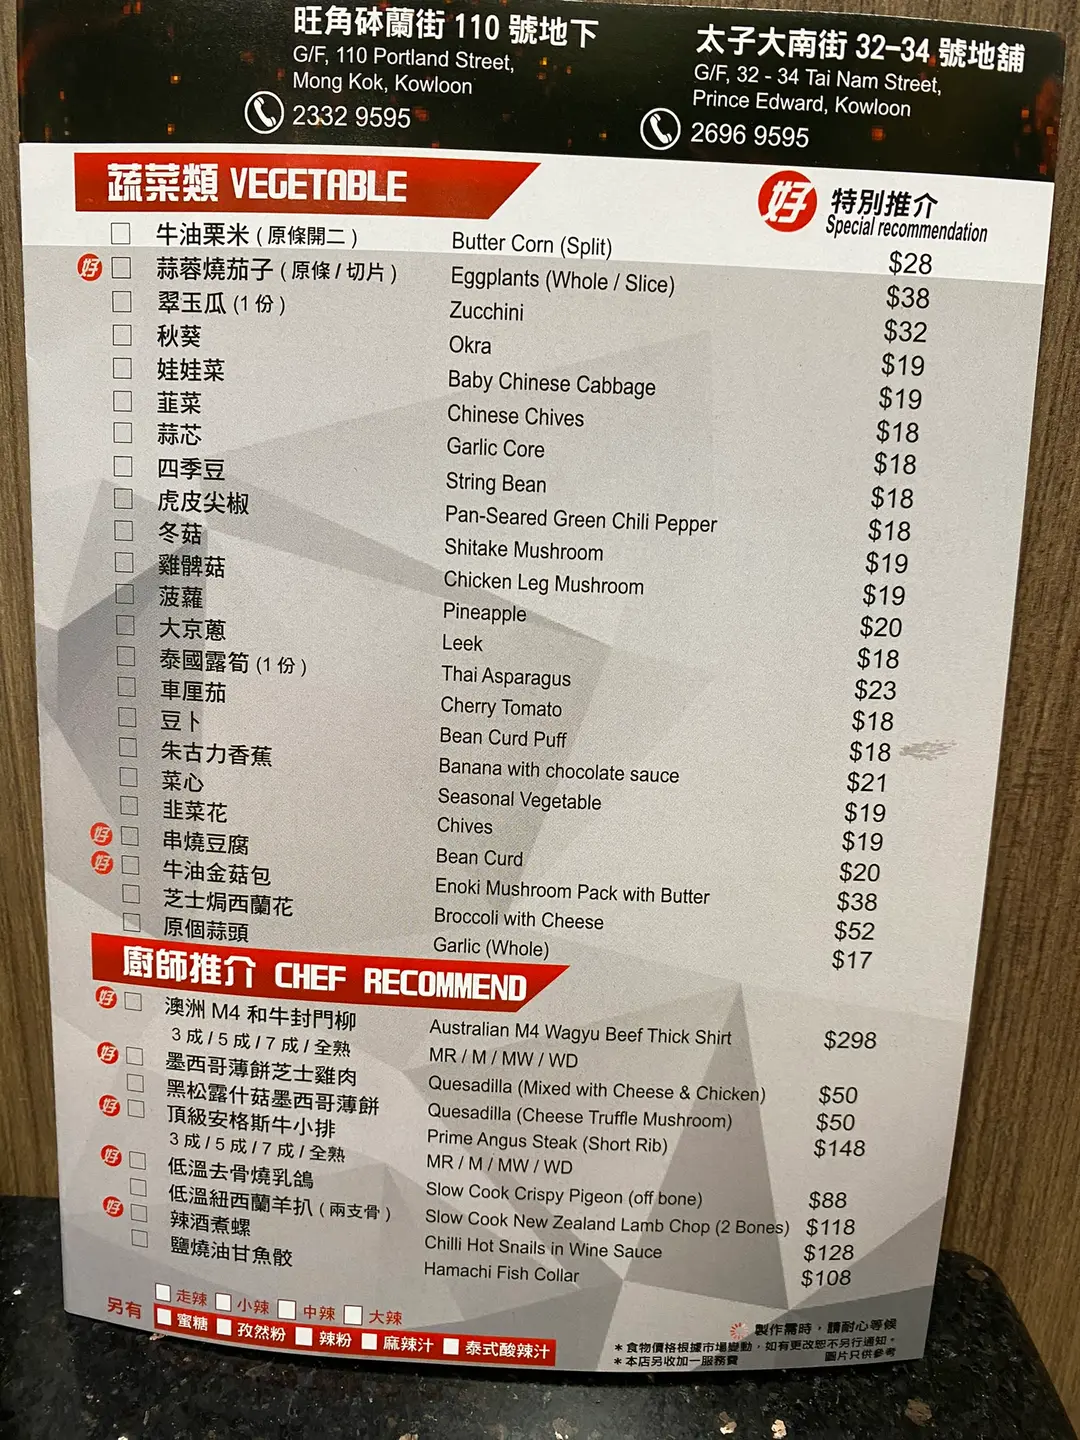 旺角砵蘭街 110 號地下
G/F, 110 Portland Street,
Mong Kok, Kowloon
2332 9595
太子大南街 32-34 號地舖
G/F, 32 - 34 Tai Nam Street,
Prince Edward, Kowloon
2696 9595
蔬菜類 VEGETABLE
好 特別推介
Special recommendation
牛油栗米 ( 原條開二 ) Butter Corn (Split) $28
好 蒜蓉燒茄子 ( 原條 / 切片 ) Eggplants (Whole / Slice) $38
翠玉瓜 (1 份 ) Zucchini $32
秋葵 Okra $19
娃娃菜 Baby Chinese Cabbage $19
韮菜 Chinese Chives $18
蒜芯 Garlic Core $18
四季豆 String Bean $18
虎皮尖椒 Pan-Seared Green Chili Pepper $18
冬菇 Shitake Mushroom $19
雞髀菇 Chicken Leg Mushroom $19
菠蘿 Pineapple $20
大京蔥 Leek $18
泰國露筍 (1 份 ) Thai Asparagus $23
車厘茄 Cherry Tomato $18
豆卜 Bean Curd Puff $18
朱古力香蕉 Banana with chocolate sauce $21
菜心 Seasonal Vegetable $19
韮菜花 Chives $19
好 串燒豆腐 Bean Curd $20
好 牛油金菇包 Enoki Mushroom Pack with Butter $38
芝士焗西蘭花 Broccoli with Cheese $52
原個蒜頭 Garlic (Whole) $17
廚師推介 CHEF RECOMMEND
好 澳洲 M4 和牛封門柳 Australian M4 Wagyu Beef Thick Shirt $298
3 成 / 5 成 / 7 成 / 全熟 MR / M / MW / WD
好 墨西哥薄餅芝士雞肉 Quesadilla (Mixed with Cheese & Chicken) $50
黑松露什菇墨西哥薄餅 Quesadilla (Cheese Truffle Mushroom) $50
好 頂級安格斯牛小排 Prime Angus Steak (Short Rib) $148
3 成 / 5 成 / 7 成 / 全熟 MR / M / MW / WD
好 低溫去骨燒乳鴿 Slow Cook Crispy Pigeon (off bone) $88
低溫紐西蘭羊扒 ( 兩支骨 ) Slow Cook New Zealand Lamb Chop (2 Bones) $118
好 辣酒煮螺 Chilli Hot Snails in Wine Sauce $128
鹽燒油甘魚骹 Hamachi Fish Collar $108
另有 走辣 小辣 中辣 大辣
蜜糖 孜然粉 辣粉 麻辣汁 泰式酸辣汁
製作需時，請耐心等候
* 食物價格根據市場變動，如有更改恕不另行通知。
* 本店另收加一服務費 圖片只供參考